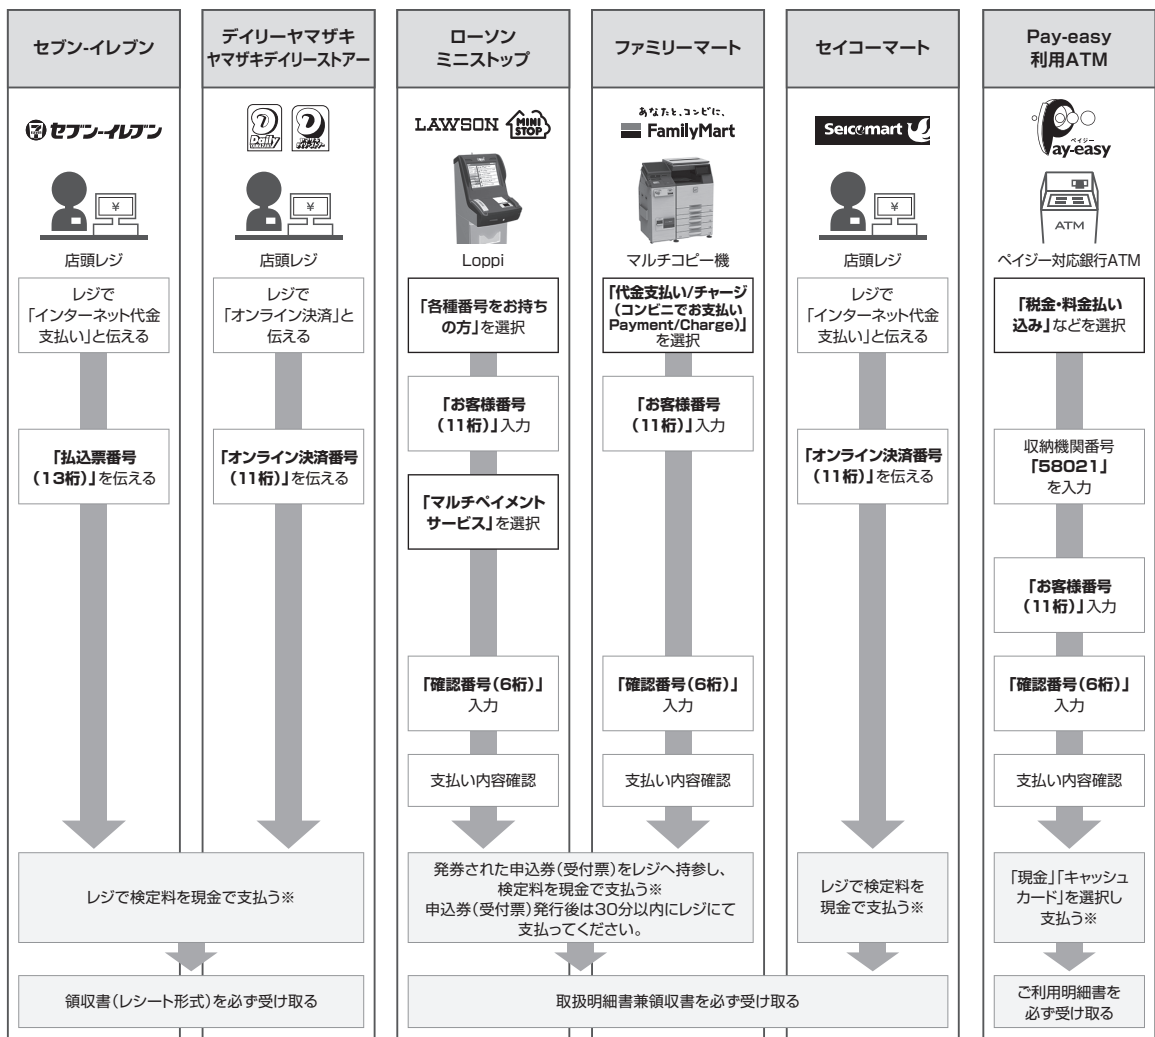 セブン-イレブン
デイリーヤマザキ
ヤマザキデイリーストアー
ローソン
ミニストップ
ファミリーマート
セイコーマート
Pay-easy
利用ATM
セブン-イレブン
Daily
LAWSON
MINI
STOP
あなたと、コンビに、
FamilyMart
Seicomart
ペイジー
Pay-easy
¥
¥
¥
ATM
店頭レジ
店頭レジ
Loppi
マルチコピー機
店頭レジ
ペイジー対応銀行ATM
レジで
「インターネット代金
支払い」と伝える
レジで
「オンライン決済」と
伝える
「各種番号をお持ち
の方」を選択
「代金支払い/チャージ
(コンビニでお支払い
Payment/Charge)」
を選択
レジで
「インターネット代金
支払い」と伝える
「税金・料金払い
込み」などを選択
「お客様番号
(11桁)」入力
「お客様番号
(11桁)」入力
「払込票番号
(13桁)」を伝える
「オンライン決済番号
(11桁)」を伝える
「マルチペイメント
サービス」を選択
「オンライン決済番号
(11桁)」を伝える
収納機関番号
「58021」
を入力
「お客様番号
(11桁)」入力
「確認番号(6桁)」
入力
「確認番号(6桁)」
入力
「確認番号(6桁)」
入力
支払い内容確認
支払い内容確認
支払い内容確認
レジで検定料を現金で支払う※
発券された申込券(受付票)をレジへ持参し、
検定料を現金で支払う※
申込券(受付票)発行後は30分以内にレジにて
支払ってください。
レジで検定料を
現金で支払う※
「現金」「キャッシュ
カード」を選択し
支払う※
領収書(レシート形式)を必ず受け取る
取扱明細書兼領収書を必ず受け取る
ご利用明細書を
必ず受け取る